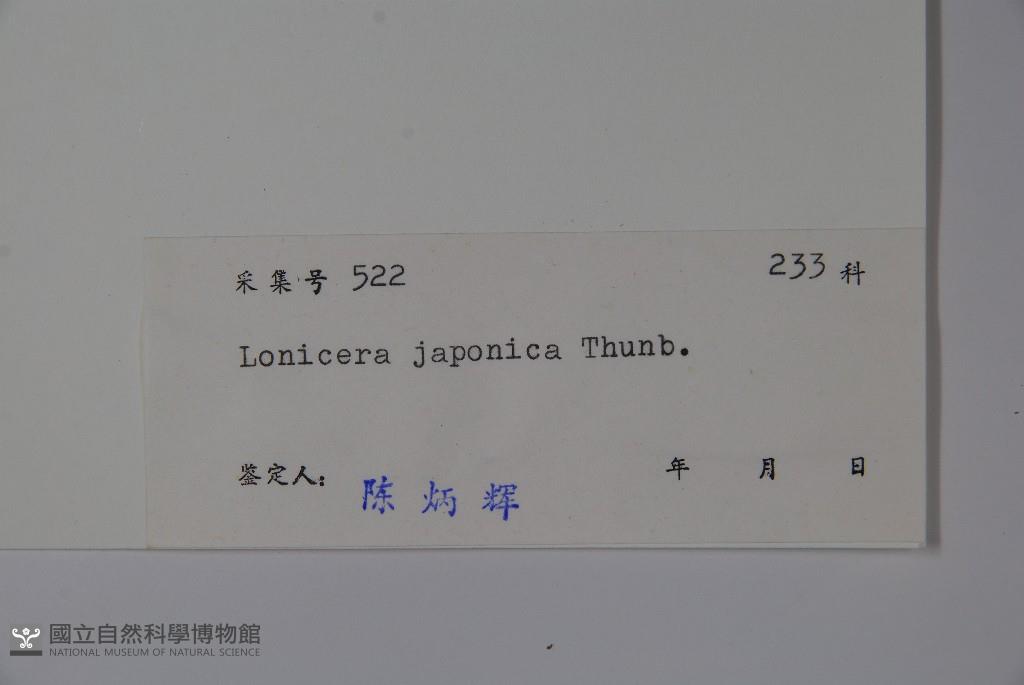 采集号 522 233 科
Lonicera japonica Thunb.
鉴定人: 陈炳辉 年 月 日
國立自然科學博物館
NATIONAL MUSEUM OF NATURAL SCIENCE